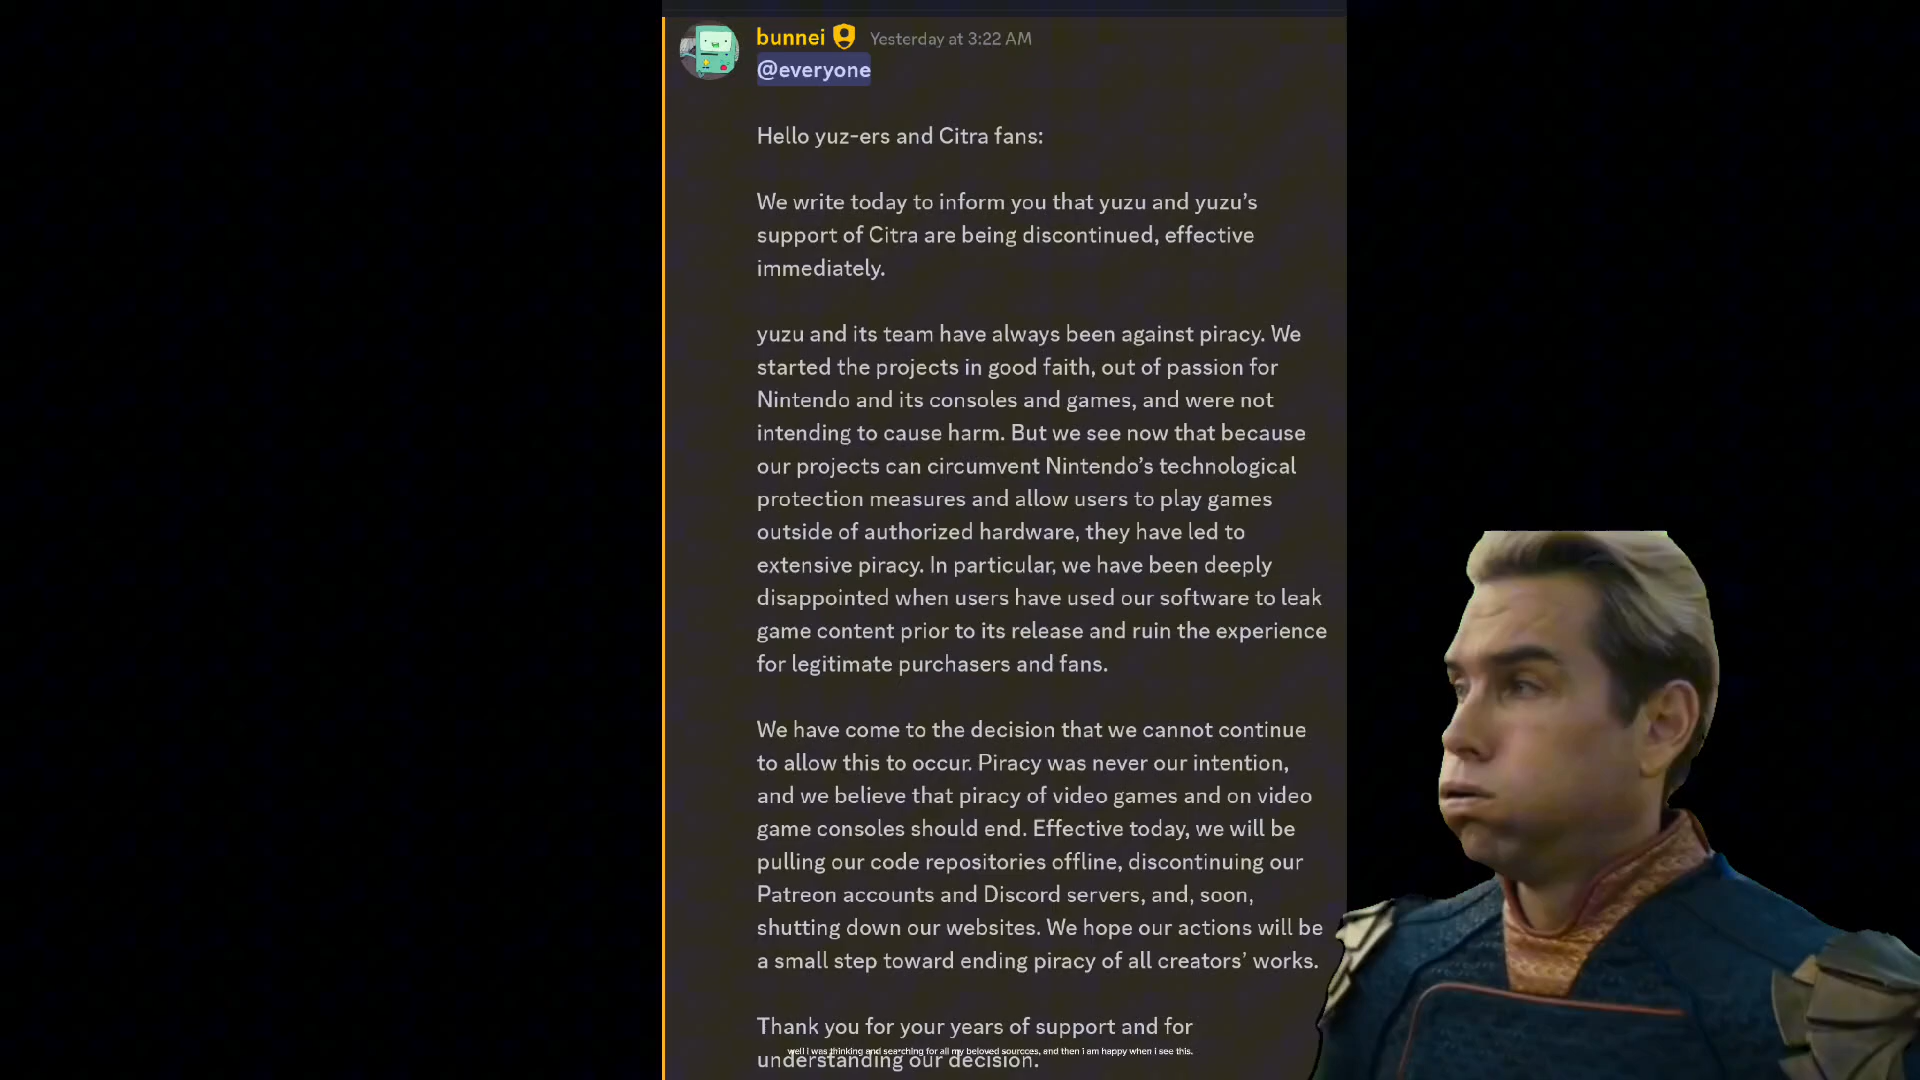 bunnei Yesterday at 3:22 AM
@everyone
Hello yuz-ers and Citra fans:
We write today to inform you that yuzu and yuzu's
support of Citra are being discontinued, effective
immediately.
yuzu and its team have always been against piracy. We
started the projects in good faith, out of passion for
Nintendo and its consoles and games, and were not
intending to cause harm. But we see now that because
our projects can circumvent Nintendo's technological
protection measures and allow users to play games
outside of authorized hardware, they have led to
extensive piracy. In particular, we have been deeply
disappointed when users have used our software to leak
game content prior to its release and ruin the experience
for legitimate purchasers and fans.
We have come to the decision that we cannot continue
to allow this to occur. Piracy was never our intention,
and we believe that piracy of video games and on video
game consoles should end. Effective today, we will be
pulling our code repositories offline, discontinuing our
Patreon accounts and Discord servers, and, soon,
shutting down our websites. We hope our actions will be
a small step toward ending piracy of all creators' works.
Thank you for your years of support and for
well i was thinking and searching for all my beloved sourcces, and then i am happy when i see this.
understanding our decision.